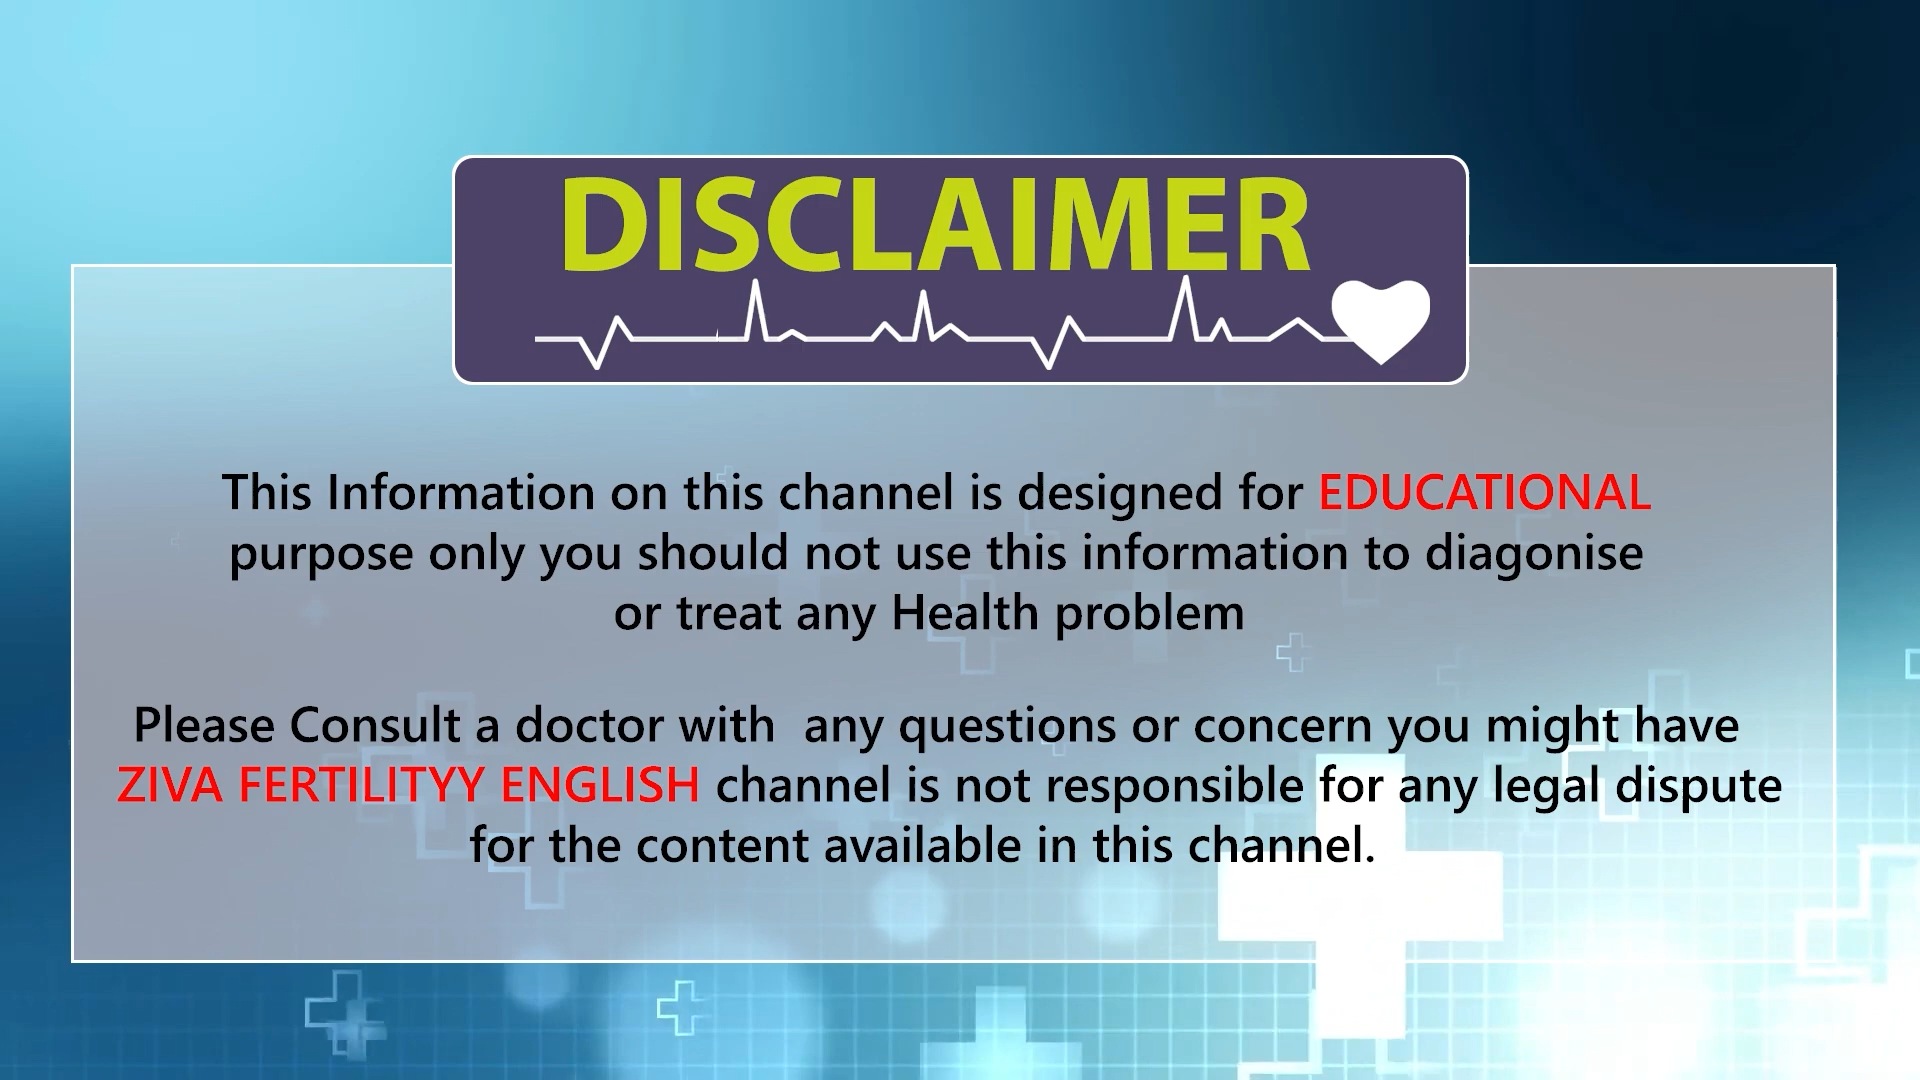 DISCLAIMER
This Information on this channel is designed for EDUCATIONAL
purpose only you should not use this information to diagonise
or treat any Health problem
Please Consult a doctor with  any questions or concern you might have
ZIVA FERTILITYY ENGLISH channel is not responsible for any legal dispute
for the content available in this channel.